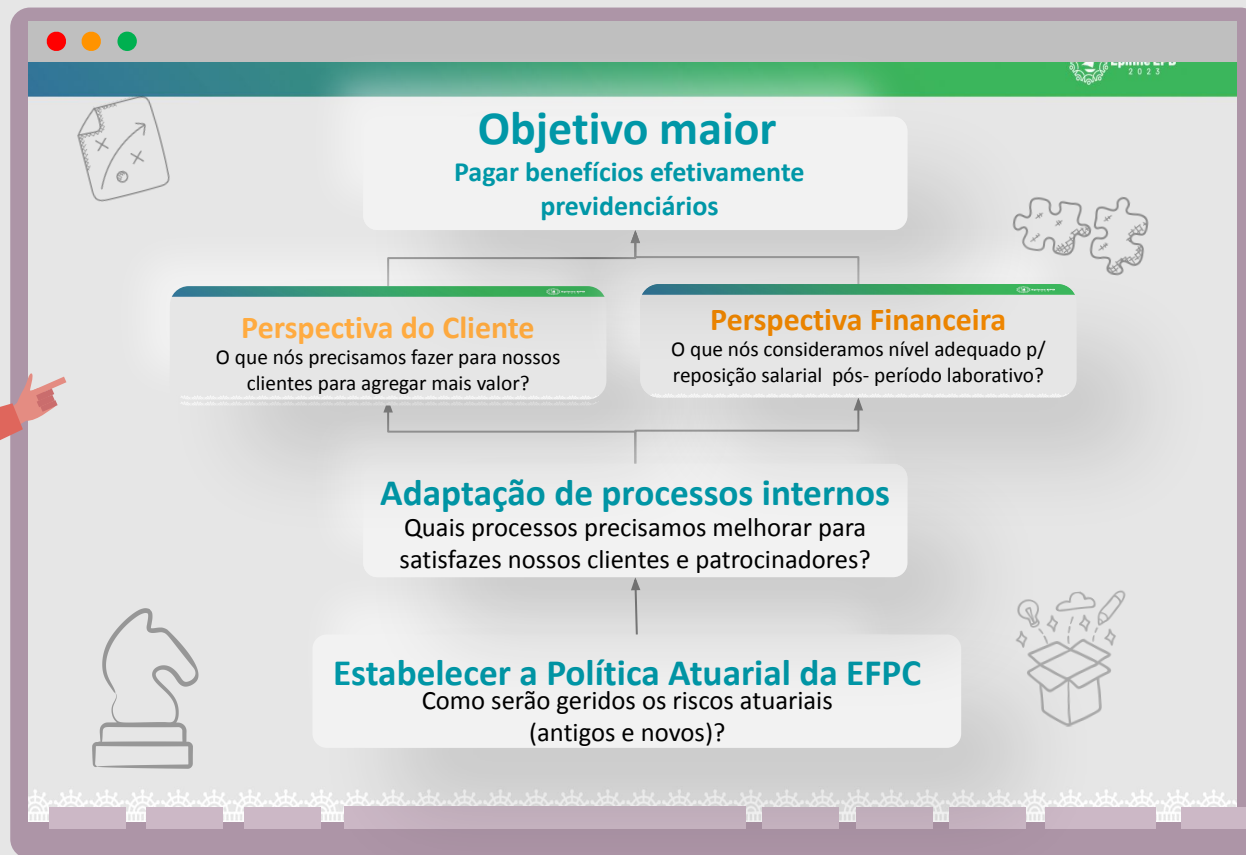 2023
Objetivo maior
Pagar benefícios efetivamente
previdenciários
Perspectiva do Cliente
O que nós precisamos fazer para nossos
clientes para agregar mais valor?
Perspectiva Financeira
O que nós consideramos nível adequado p/
reposição salarial pós- período laborativo?
Adaptação de processos internos
Quais processos precisamos melhorar para
satisfazes nossos clientes e patrocinadores?
Estabelecer a Política Atuarial da EFPC
Como serão geridos os riscos atuariais
(antigos e novos)?